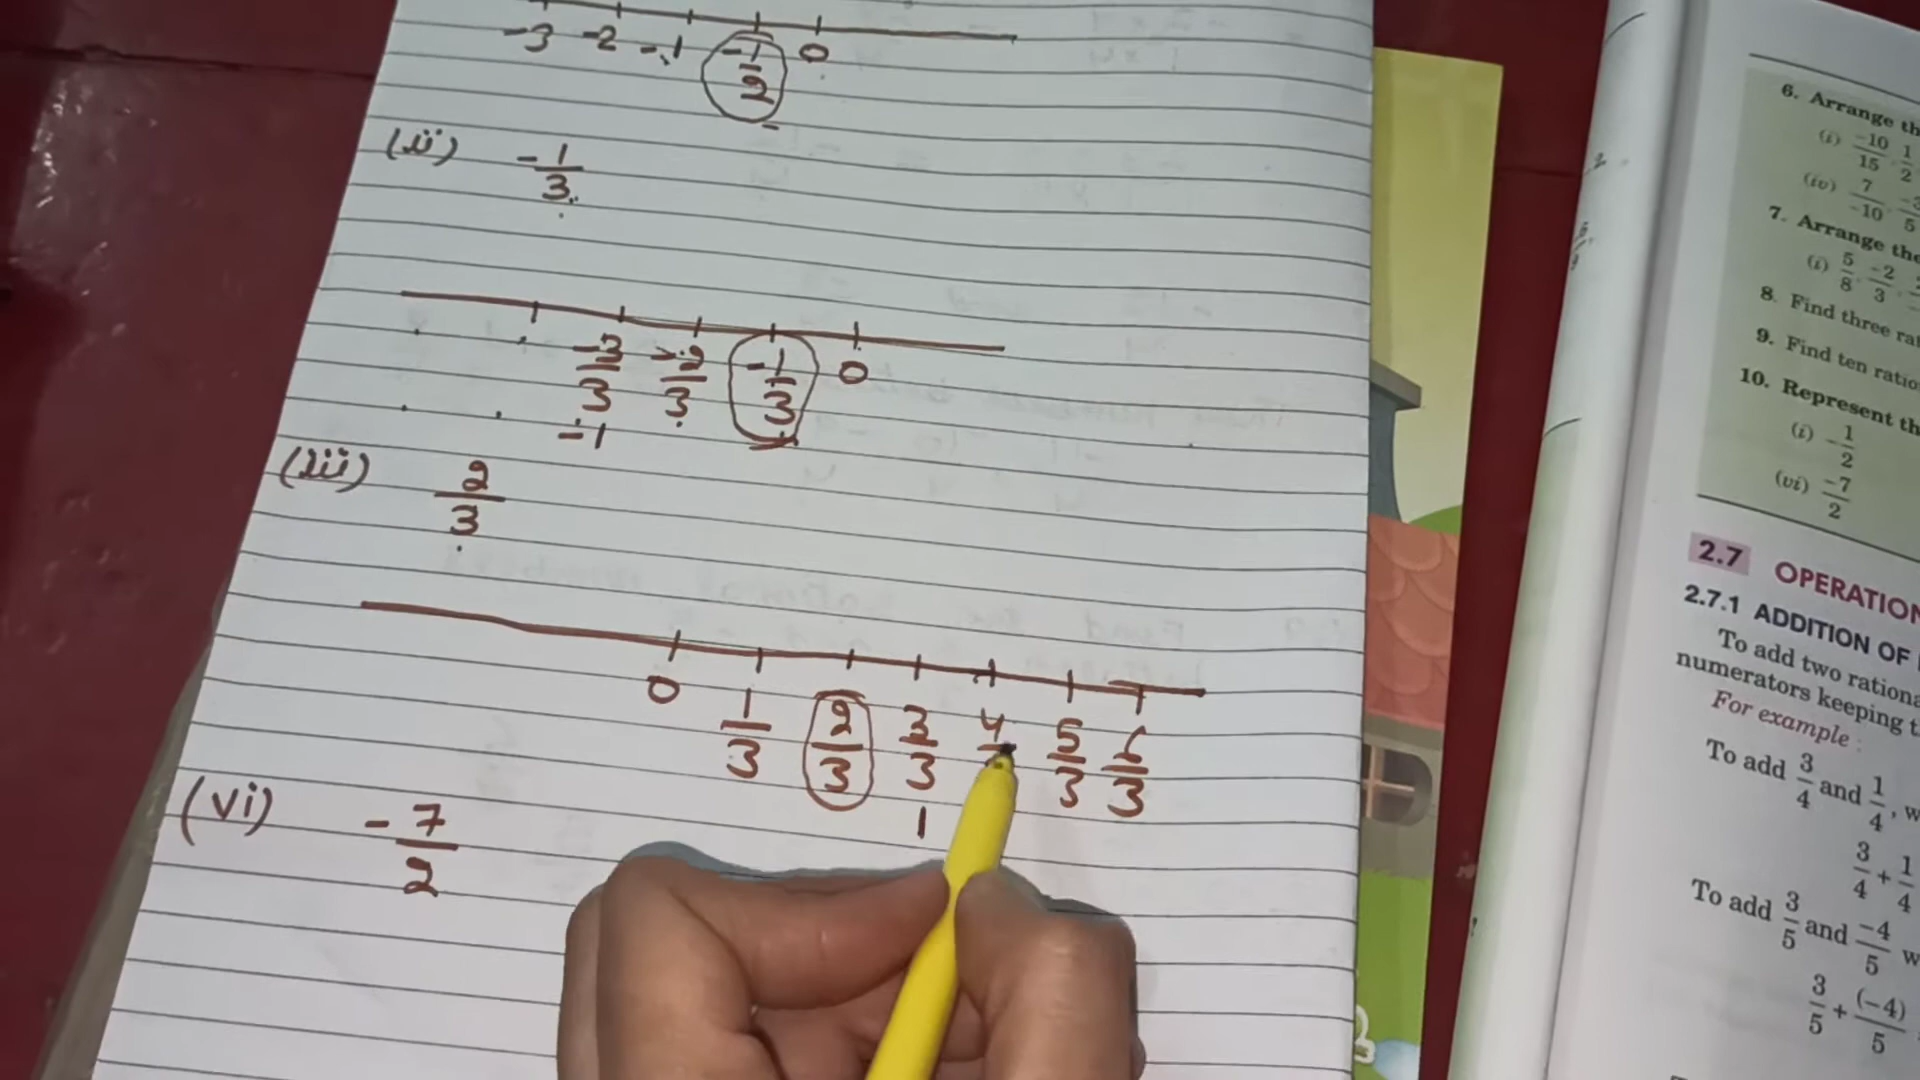 -3 -2 -1 -1/2 0
(ii) -1/3
-3/3 -2/3 -1/3 0
-1
(iii) 2/3
0 1/3 2/3 3/3 4 5/3 6/3
1
(vi) -7/2
6. Arrange th
(i) -10/15, 1/2
(iv) 7/-10,
7. Arrange the
(i) 5/8, -2/3,
8. Find three ra
9. Find ten ratio
10. Represent th
(i) -1/2
(vi) -7/2
2.7 OPERATION
2.7.1 ADDITION OF
To add two rationa
numerators keeping t
For example :
To add 3/4 and 1/4, w
3/4 + 1/4
To add 3/5 and -4/5 w
3/5 + (-4)/5